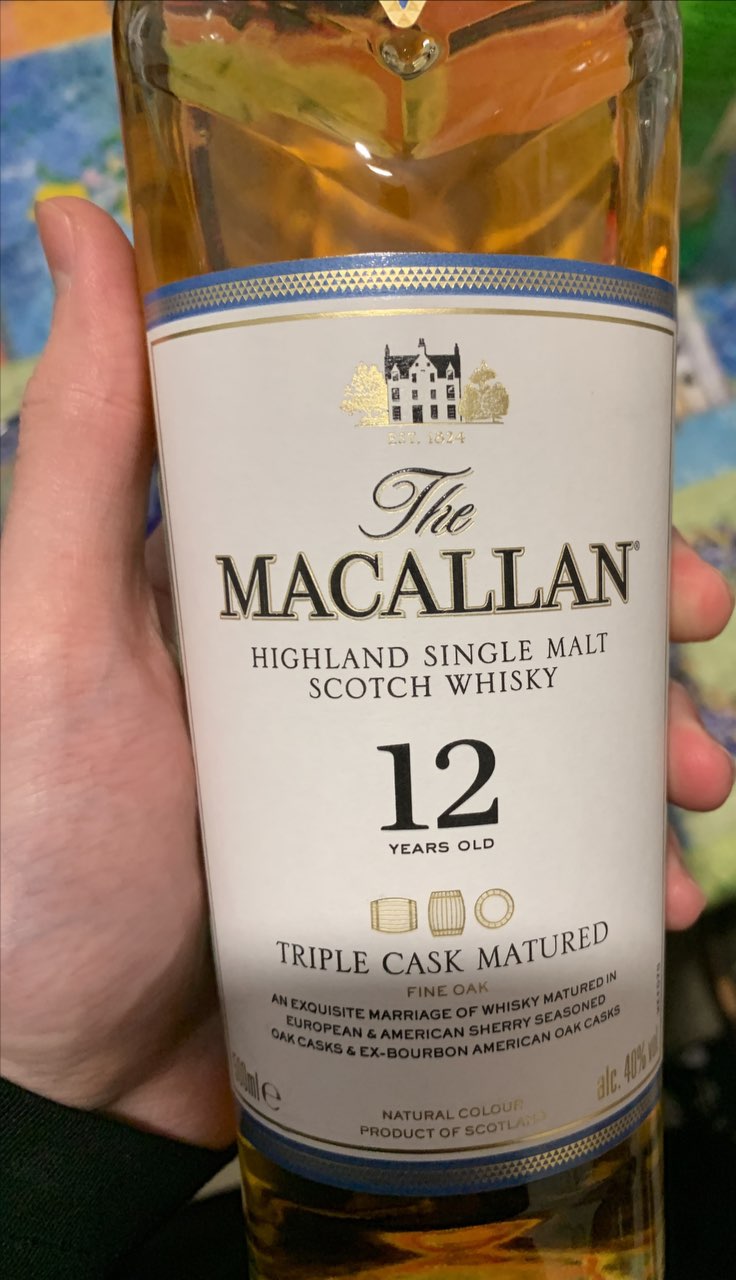 EST. 1824
The
MACALLAN®
HIGHLAND SINGLE MALT
SCOTCH WHISKY
12
YEARS OLD
TRIPLE CASK MATURED
FINE OAK
AN EXQUISITE MARRIAGE OF WHISKY MATURED IN
EUROPEAN & AMERICAN SHERRY SEASONED
OAK CASKS & EX-BOURBON AMERICAN OAK CASKS
alc. 40% vol
NATURAL COLOUR
PRODUCT OF SCOTLAND